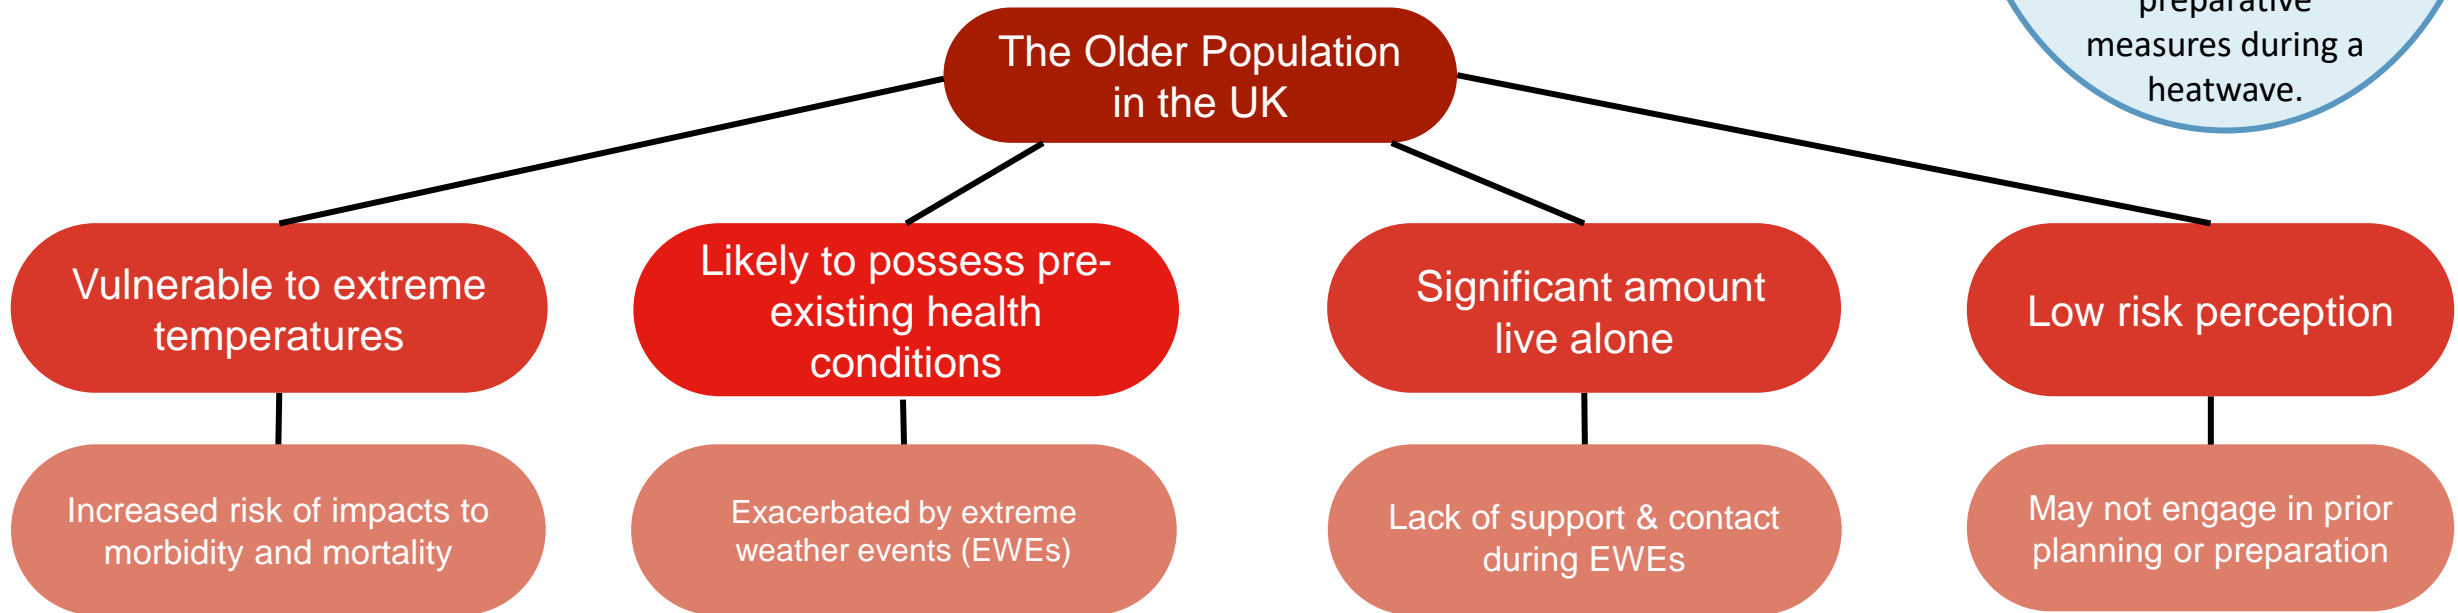 preparative
measures during a
heatwave.
The Older Population
in the UK
Vulnerable to extreme
temperatures
Likely to possess pre-
existing health
conditions
Significant amount
live alone
Low risk perception
Increased risk of impacts to
morbidity and mortality
Exacerbated by extreme
weather events (EWEs)
Lack of support & contact
during EWEs
May not engage in prior
planning or preparation